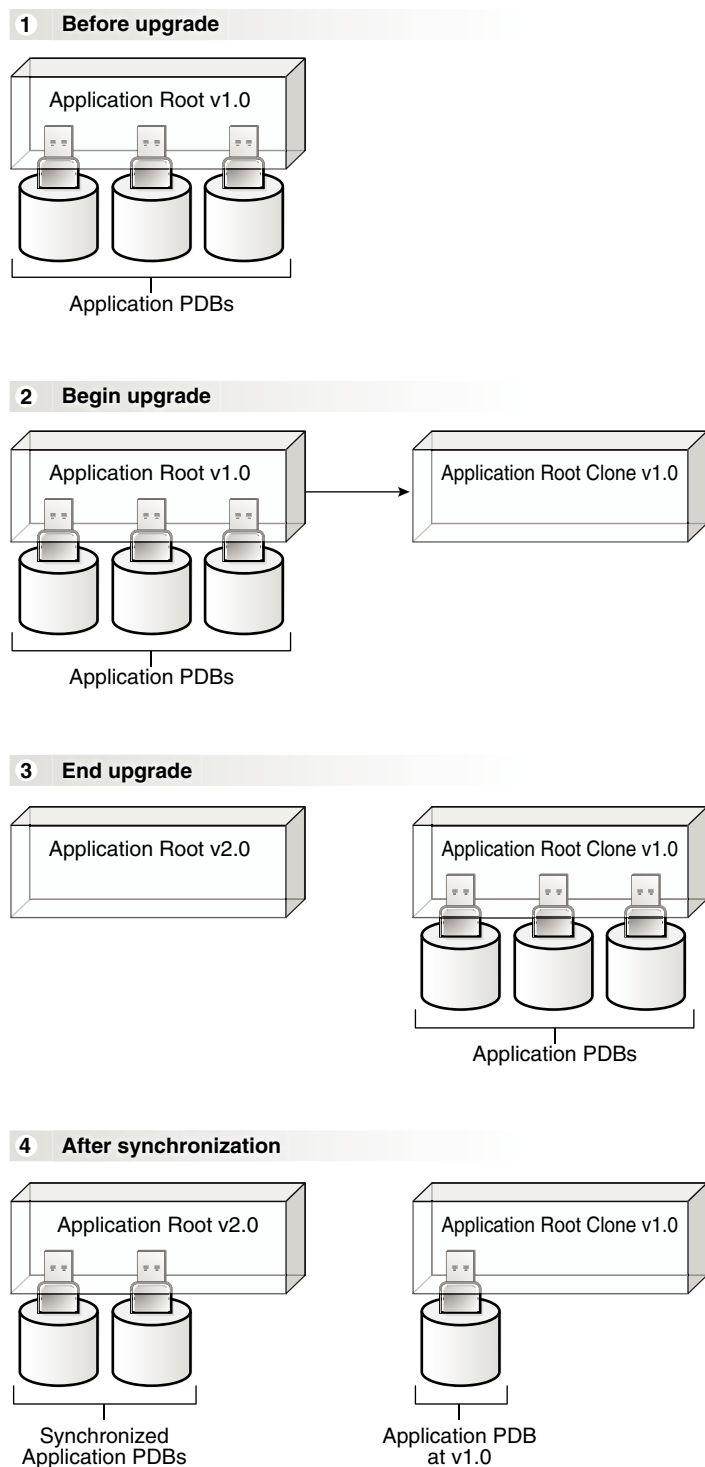 1 Before upgrade
Application Root v1.0
Application PDBs
2 Begin upgrade
Application Root v1.0
Application Root Clone v1.0
Application PDBs
3 End upgrade
Application Root v2.0
Application Root Clone v1.0
Application PDBs
4 After synchronization
Application Root v2.0
Application Root Clone v1.0
Synchronized
Application PDBs
Application PDB
at v1.0